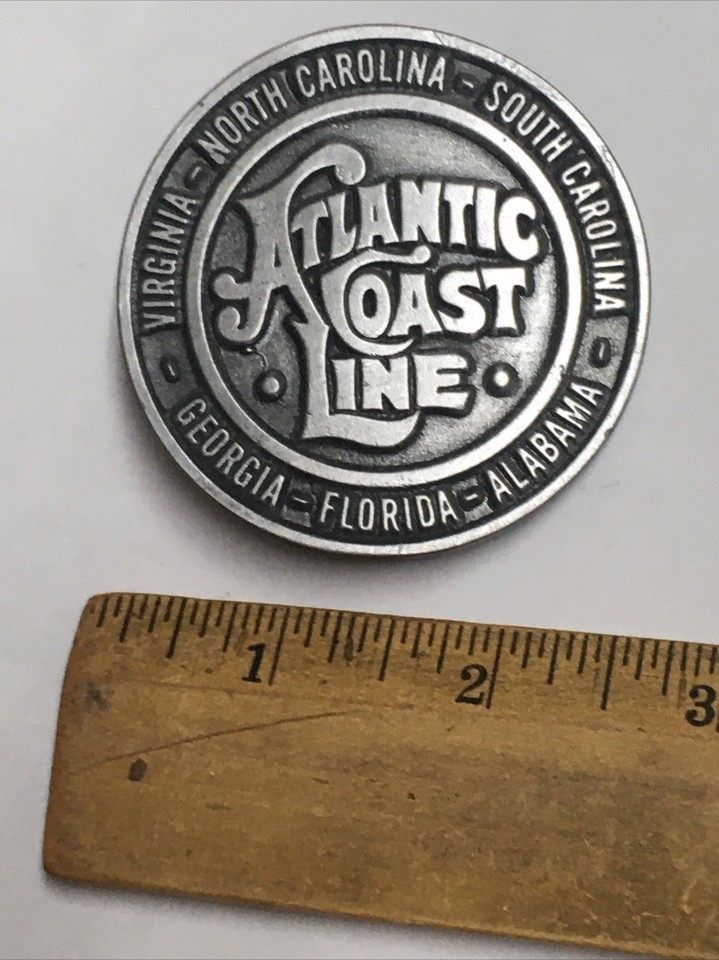 VIRGINIA - NORTH CAROLINA - SOUTH CAROLINA
ATLANTIC
COAST
LINE
GEORGIA - FLORIDA - ALABAMA
1 2 3